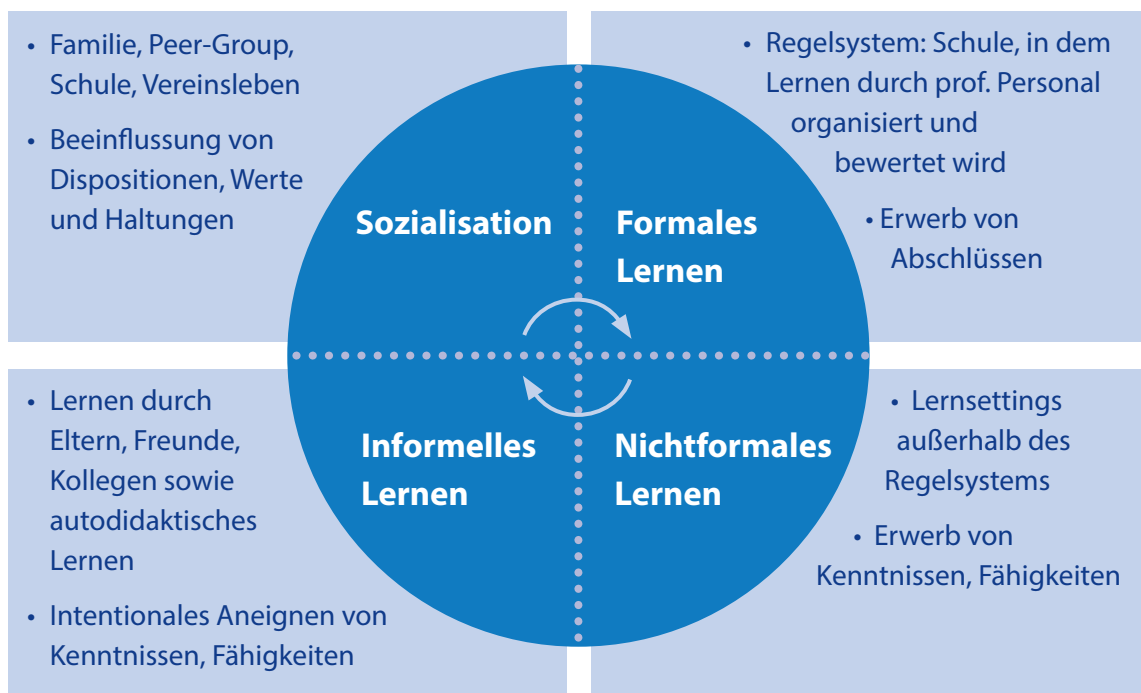 • Familie, Peer-Group,
Schule, Vereinsleben
• Beeinflussung von
Dispositionen, Werte
und Haltungen
• Regelsystem: Schule, in dem
Lernen durch prof. Personal
organisiert und
bewertet wird
• Erwerb von
Abschlüssen
Sozialisation
Formales
Lernen
Informelles
Lernen
Nichtformales
Lernen
• Lernen durch
Eltern, Freunde,
Kollegen sowie
autodidaktisches
Lernen
• Intentionales Aneignen von
Kenntnissen, Fähigkeiten
• Lernsettings
außerhalb des
Regelsystems
• Erwerb von
Kenntnissen, Fähigkeiten